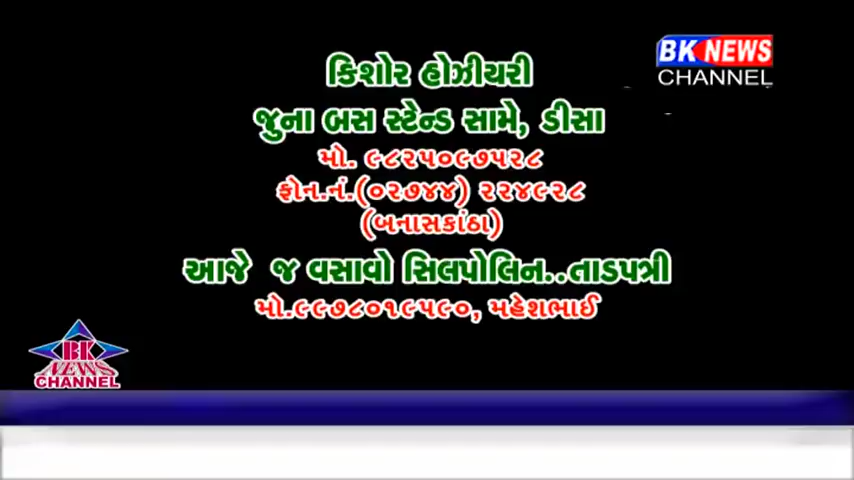 BK NEWS
CHANNEL
કિશોર હોઝીયરી
જુના બસ સ્ટેન્ડ સામે, ડીસા
મો. ૯૮૨૫૦૯૭૫૨૮
ફોન.નં.(૦૨૭૪૪) ૨૨૪૯૨૮
(બનાસકાંઠા)
આજે જ વસાવો સિલપોલિન..તાડપત્રી
મો.૯૯૭૮૦૧૯૫૯૦, મહેશભાઈ
BK
NEWS
CHANNEL